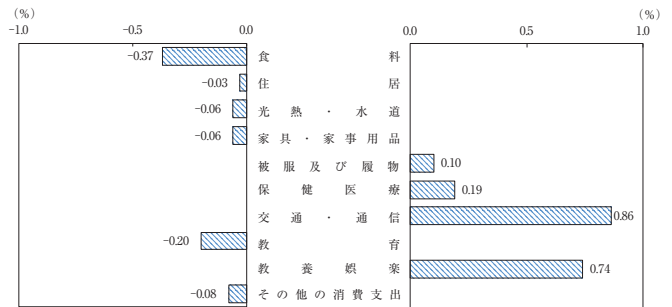 (%) (%)
-1.0 -0.5 0.0 0.0 0.5 1.0
-0.37 食料
-0.03 住居
-0.06 光熱・水道
-0.06 家具・家事用品
被服及び履物 0.10
保健医療 0.19
交通・通信 0.86
-0.20 教育
教養娯楽 0.74
-0.08 その他の消費支出